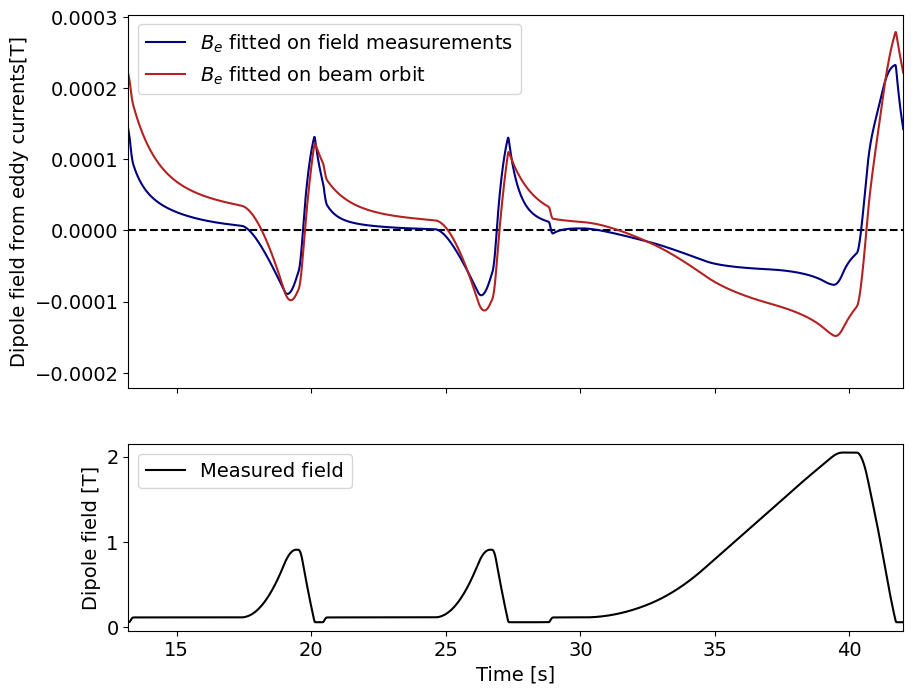 Dipole field from eddy currents[T]
0.0003
0.0002
0.0001
0.0000
−0.0001
−0.0002
B_e fitted on field measurements
B_e fitted on beam orbit
Dipole field [T]
2
1
0
Measured field
15 20 25 30 35 40
Time [s]